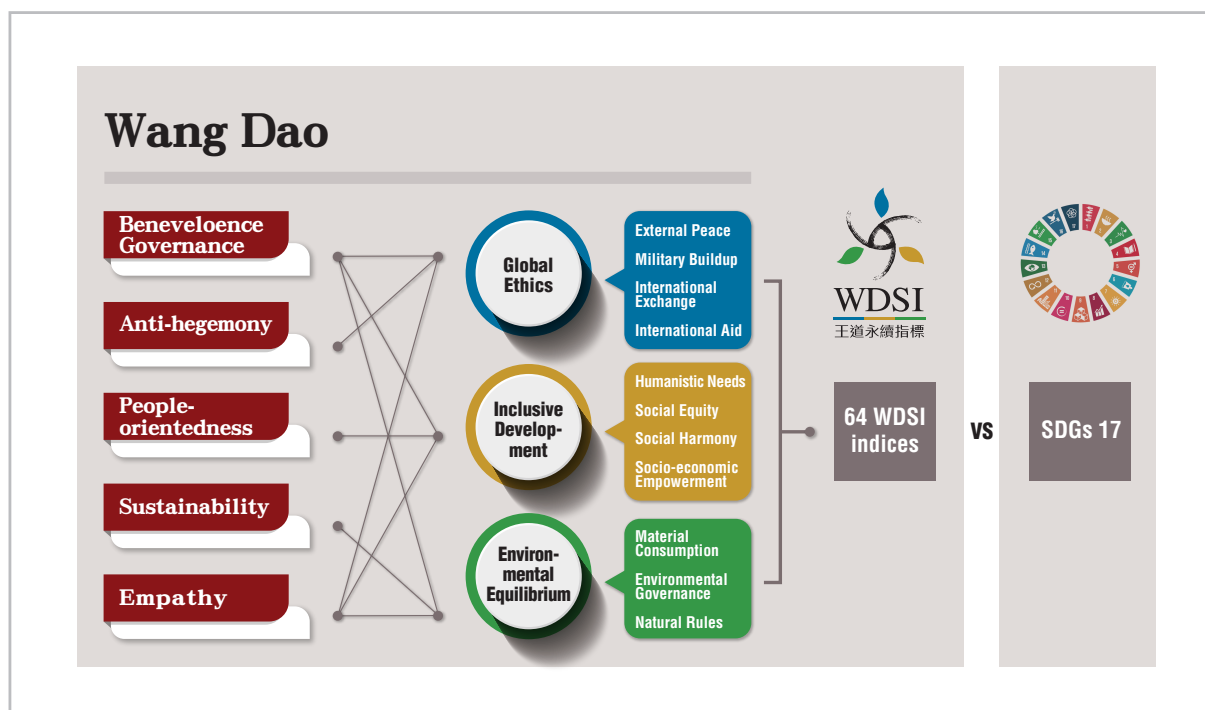 Wang Dao
Beneveloence
Governance
Anti-hegemony
People-
orientedness
Sustainability
Empathy
Global
Ethics
Inclusive
Develop-
ment
Environ-
mental
Equilibrium
External Peace
Military Buildup
International
Exchange
International Aid
Humanistic Needs
Social Equity
Social Harmony
Socio-economic
Empowerment
Material
Consumption
Environmental
Governance
Natural Rules
WDSI
王道永續指標
64 WDSI
indices
VS
SDGs 17